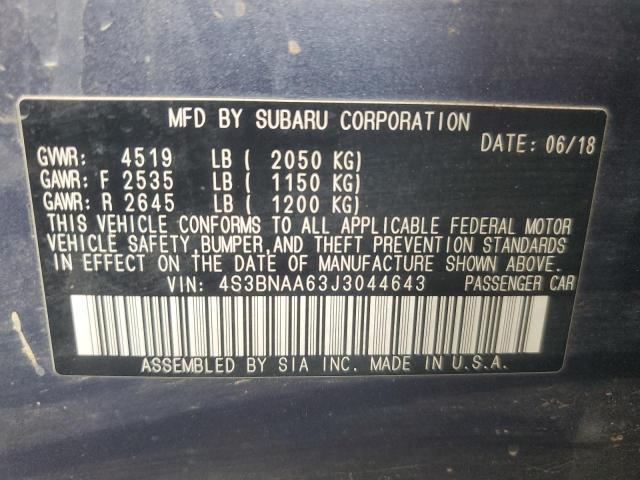 MFD BY SUBARU CORPORATION
DATE: 06/18
GVWR: 4519 LB ( 2050 KG)
GAWR: F 2535 LB ( 1150 KG)
GAWR: R 2645 LB ( 1200 KG)
THIS VEHICLE CONFORMS TO ALL APPLICABLE FEDERAL MOTOR
VEHICLE SAFETY,BUMPER,AND THEFT PREVENTION STANDARDS
IN EFFECT ON THE DATE OF MANUFACTURE SHOWN ABOVE.
VIN: 4S3BNAA63J3044643 PASSENGER CAR
ASSEMBLED BY SIA INC. MADE IN U.S.A.